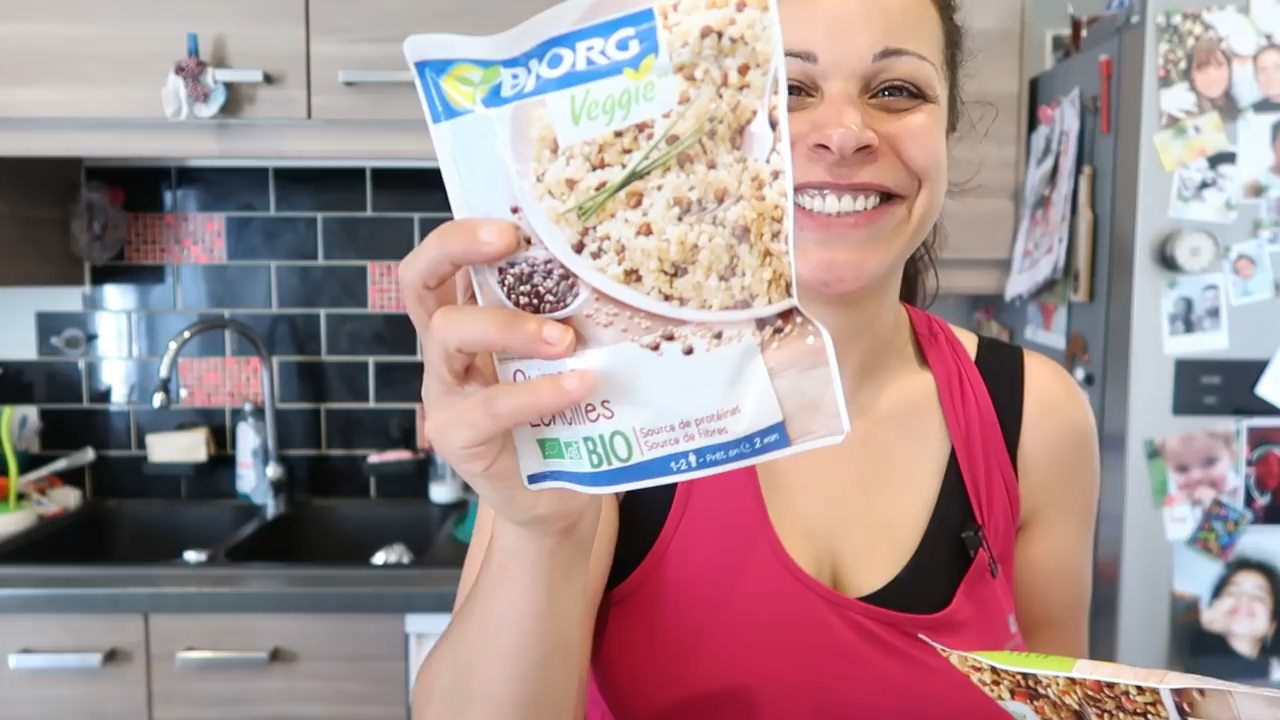 BJORG
Veggie
Lentilles
BIO
Source de protéines
Source de fibres
1-2 - Prêt en 2 min